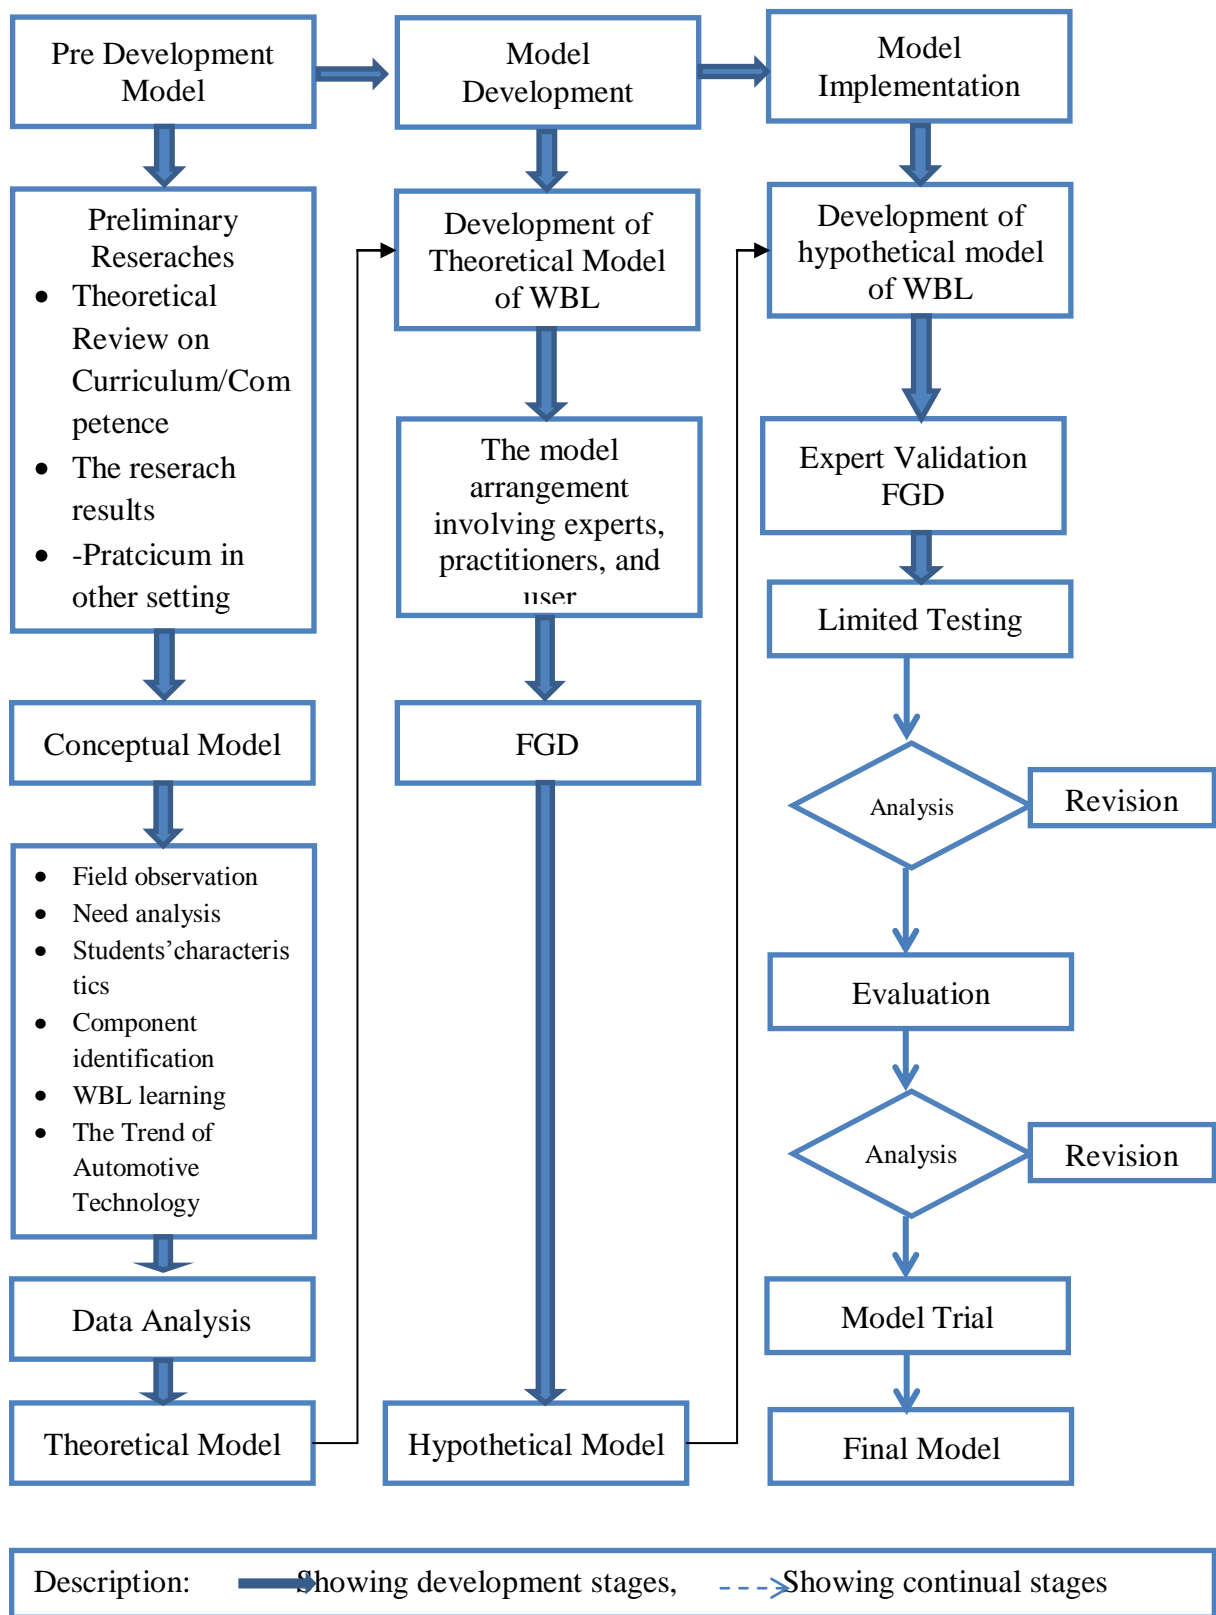 Pre Development
Model
Model
Development
Model
Implementation
Preliminary
Reseraches
• Theoretical
Review on
Curriculum/Com
petence
• The reserach
results
• -Pratcicum in
other setting
Conceptual Model
• Field observation
• Need analysis
• Students’characteris
tics
• Component
identification
• WBL learning
• The Trend of
Automotive
Technology
Data Analysis
Theoretical Model
Development of
Theoretical Model
of WBL
The model
arrangement
involving experts,
practitioners, and
user
FGD
Hypothetical Model
Development of
hypothetical model
of WBL
Expert Validation
FGD
Limited Testing
Analysis
Revision
Evaluation
Analysis
Revision
Model Trial
Final Model
Description: Showing development stages, Showing continual stages